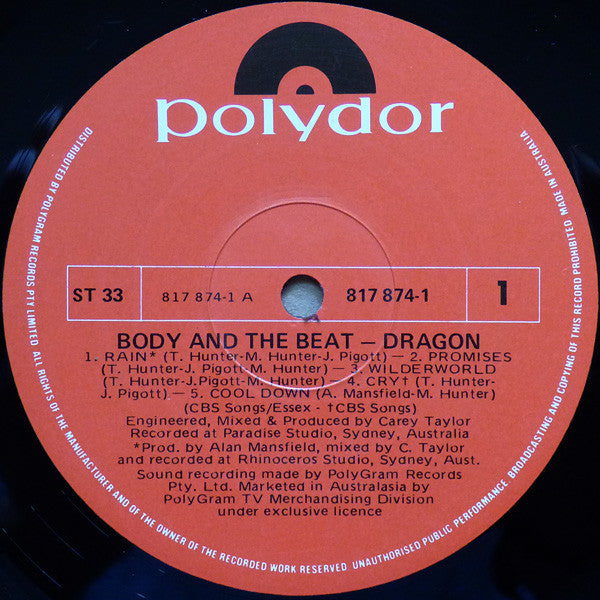 polydor
ST 33
817 874-1 A
817 874-1
1
BODY AND THE BEAT – DRAGON
1. RAIN* (T. Hunter-M. Hunter-J. Pigott) — 2. PROMISES
(T. Hunter-J. Pigott-M. Hunter) — 3. WILDERWORLD
(T. Hunter-J.Pigott-M. Hunter) 4. CRY† (T. Hunter-
J. Pigott) — 5. COOL DOWN (A. Mansfield-M. Hunter)
(CBS Songs/Essex - †CBS Songs)
Engineered, Mixed & Produced by Carey Taylor
Recorded at Paradise Studio, Sydney, Australia
*Prod. by Alan Mansfield, mixed by C. Taylor
and recorded at Rhinoceros Studio, Sydney, Aust.
Sound recording made by PolyGram Records
Pty. Ltd. Marketed in Australasia by
PolyGram TV Merchandising Division
under exclusive licence
DISTRIBUTED BY POLYGRAM RECORDS PTY LIMITED ALL RIGHTS OF THE MANUFACTURER AND OF THE OWNER OF THE RECORDED WORK RESERVED. UNAUTHORISED PUBLIC PERFORMANCE BROADCASTING AND COPYING OF THIS RECORD PROHIBITED MADE IN AUSTRALIA